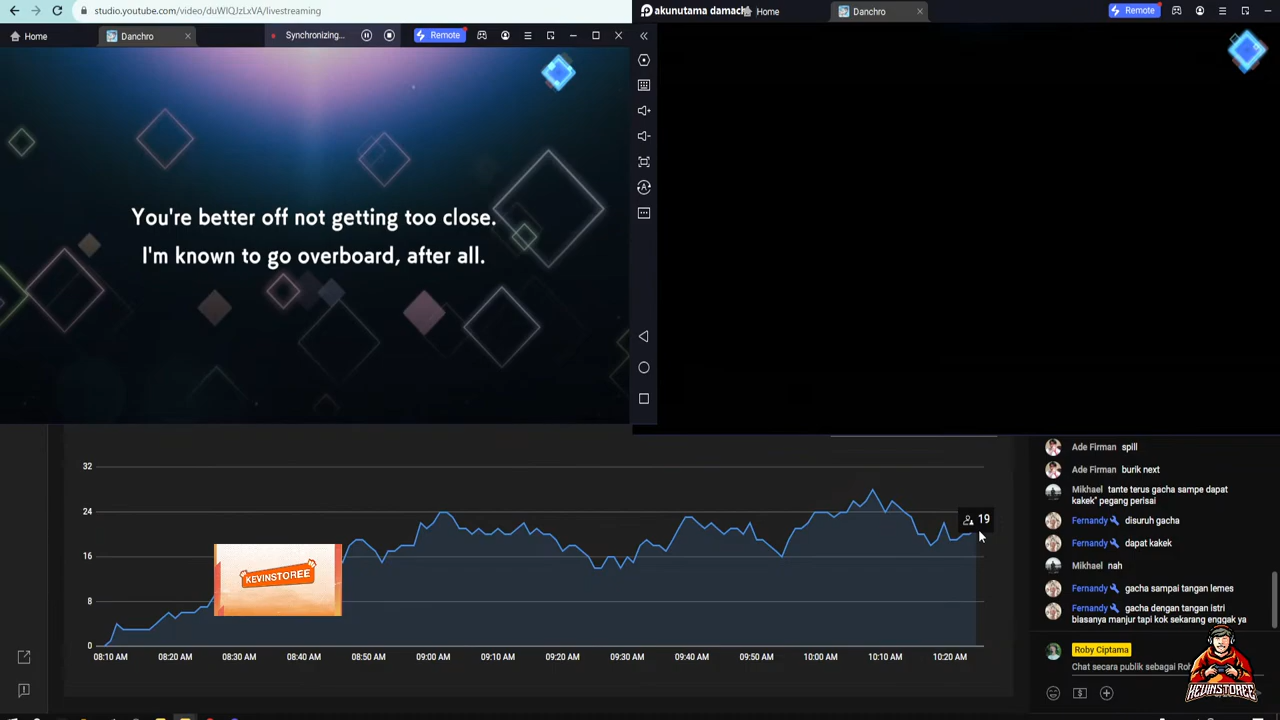 studio.youtube.com/video/duWlQJzLxVA/livestreaming
akunutama damach
Home
Danchro
Remote
Home
Danchro
Synchronizing...
Remote
You're better off not getting too close.
I'm known to go overboard, after all.
32
24
16
8
0
19
KEVINSTOREE
08:10 AM
08:20 AM
08:30 AM
08:40 AM
08:50 AM
09:00 AM
09:10 AM
09:20 AM
09:30 AM
09:40 AM
09:50 AM
10:00 AM
10:10 AM
10:20 AM
Ade Firman spill
Ade Firman burik next
Mikhael tante terus gacha sampe dapat
kakek" pegang perisai
Fernandy disuruh gacha
Fernandy dapat kakek
Mikhael nah
Fernandy gacha sampai tangan lemes
Fernandy gacha dengan tangan istri
biasanya manjur tapi kok sekarang enggak ya
Roby Ciptama
Chat secara publik sebagai Rob
KEVINSTOREE